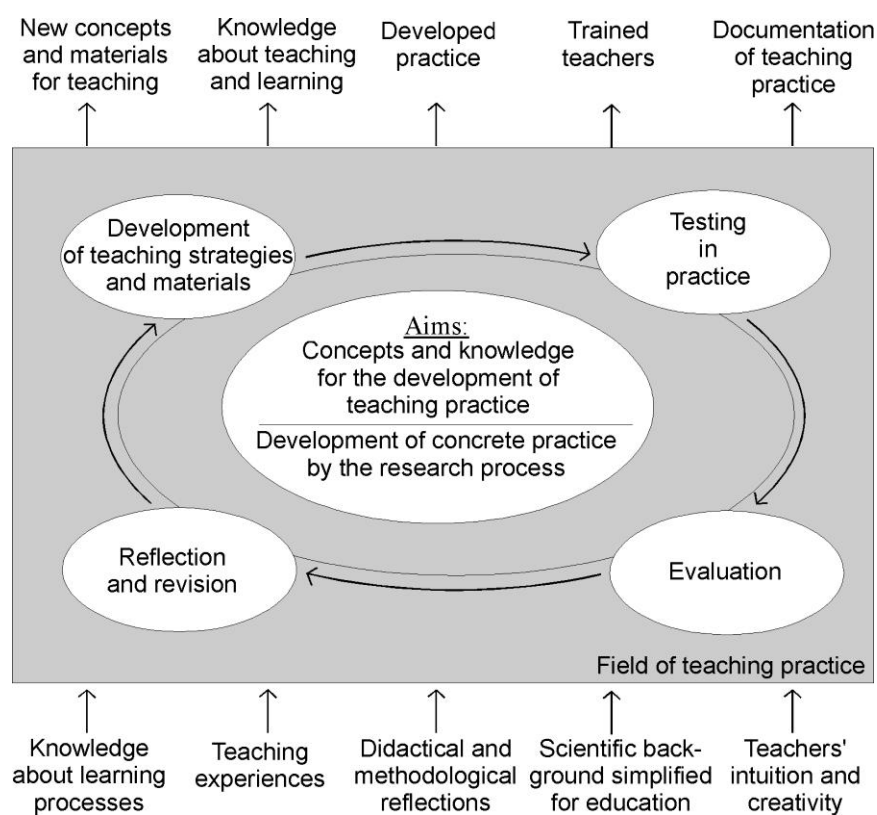 New concepts
and materials
for teaching
Knowledge
about teaching
and learning
Developed
practice
Trained
teachers
Documentation
of teaching
practice
Development
of teaching strategies
and materials
Testing
in
practice
Aims:
Concepts and knowledge
for the development of
teaching practice
Development of concrete practice
by the research process
Reflection
and revision
Evaluation
Field of teaching practice
Knowledge
about learning
processes
Teaching
experiences
Didactical and
methodological
reflections
Scientific back-
ground simplified
for education
Teachers'
intuition and
creativity